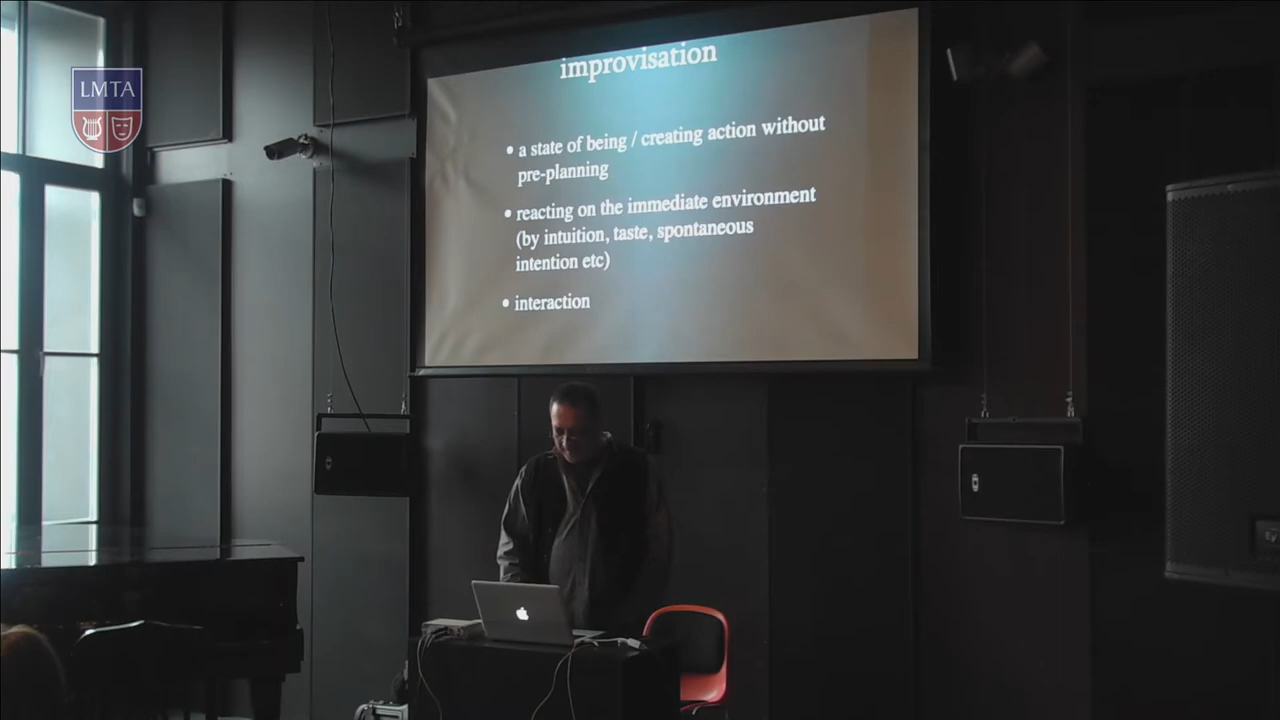 LMTA
improvisation
• a state of being / creating action without
pre-planning
• reacting on the immediate environment
(by intuition, taste, spontaneous
intention etc)
• interaction